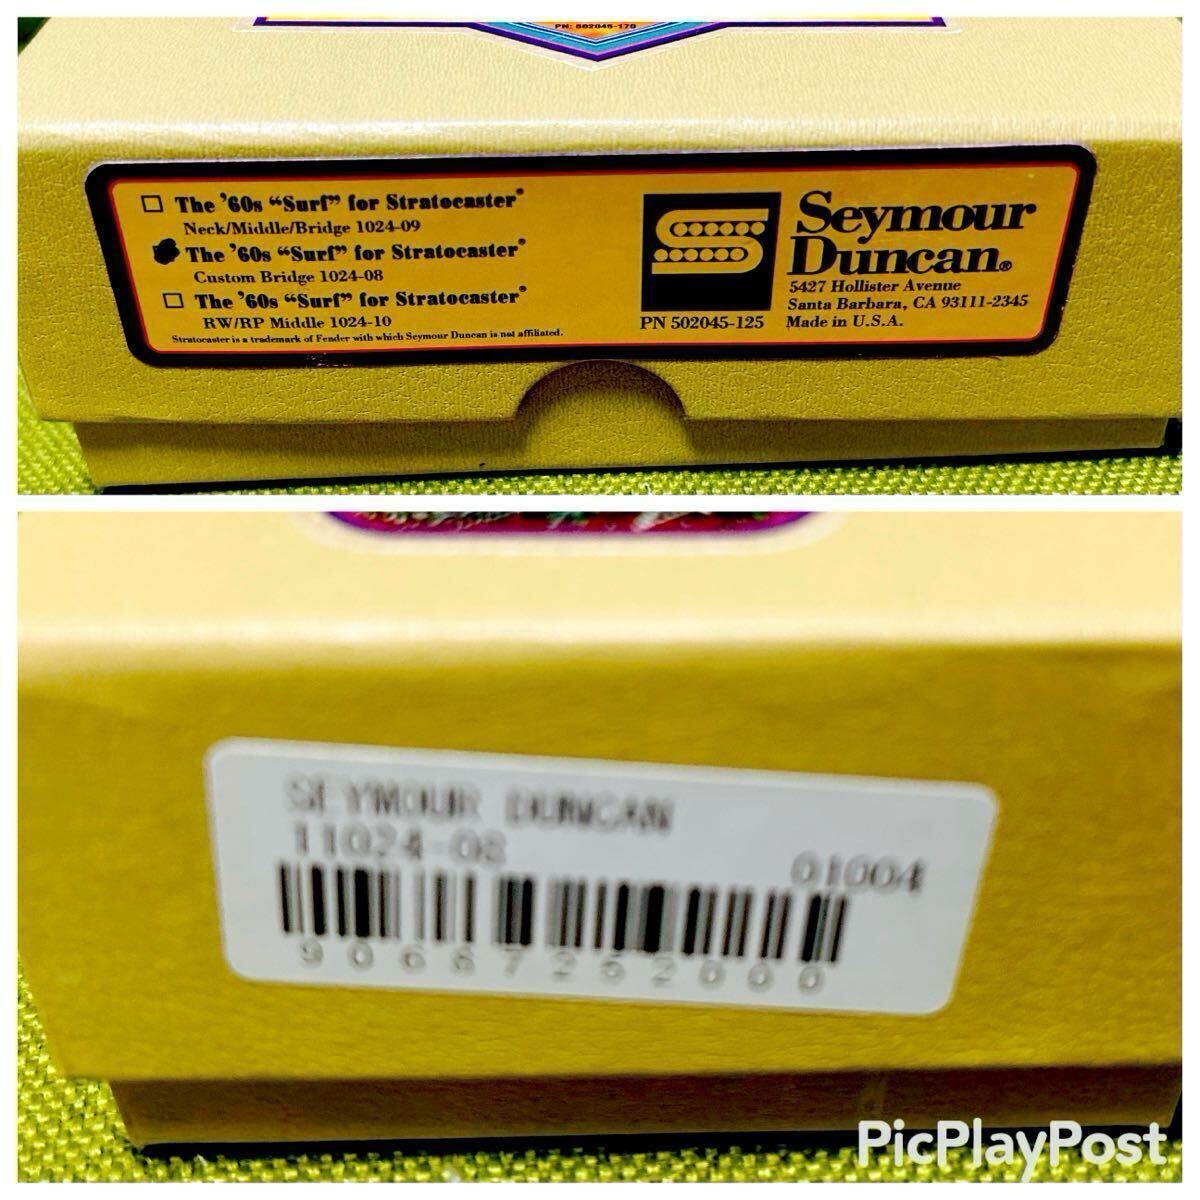 PN: 502045-170
The '60s “Surf” for Stratocaster®
Neck/Middle/Bridge 1024-09
The '60s “Surf” for Stratocaster®
Custom Bridge 1024-08
The '60s “Surf” for Stratocaster®
RW/RP Middle 1024-10
Stratocaster is a trademark of Fender with which Seymour Duncan is not affiliated.
PN 502045-125
Seymour
Duncan®
5427 Hollister Avenue
Santa Barbara, CA 93111-2345
Made in U.S.A.
SEYMOUR DUNCAN
11024-08
01004
PicPlayPost